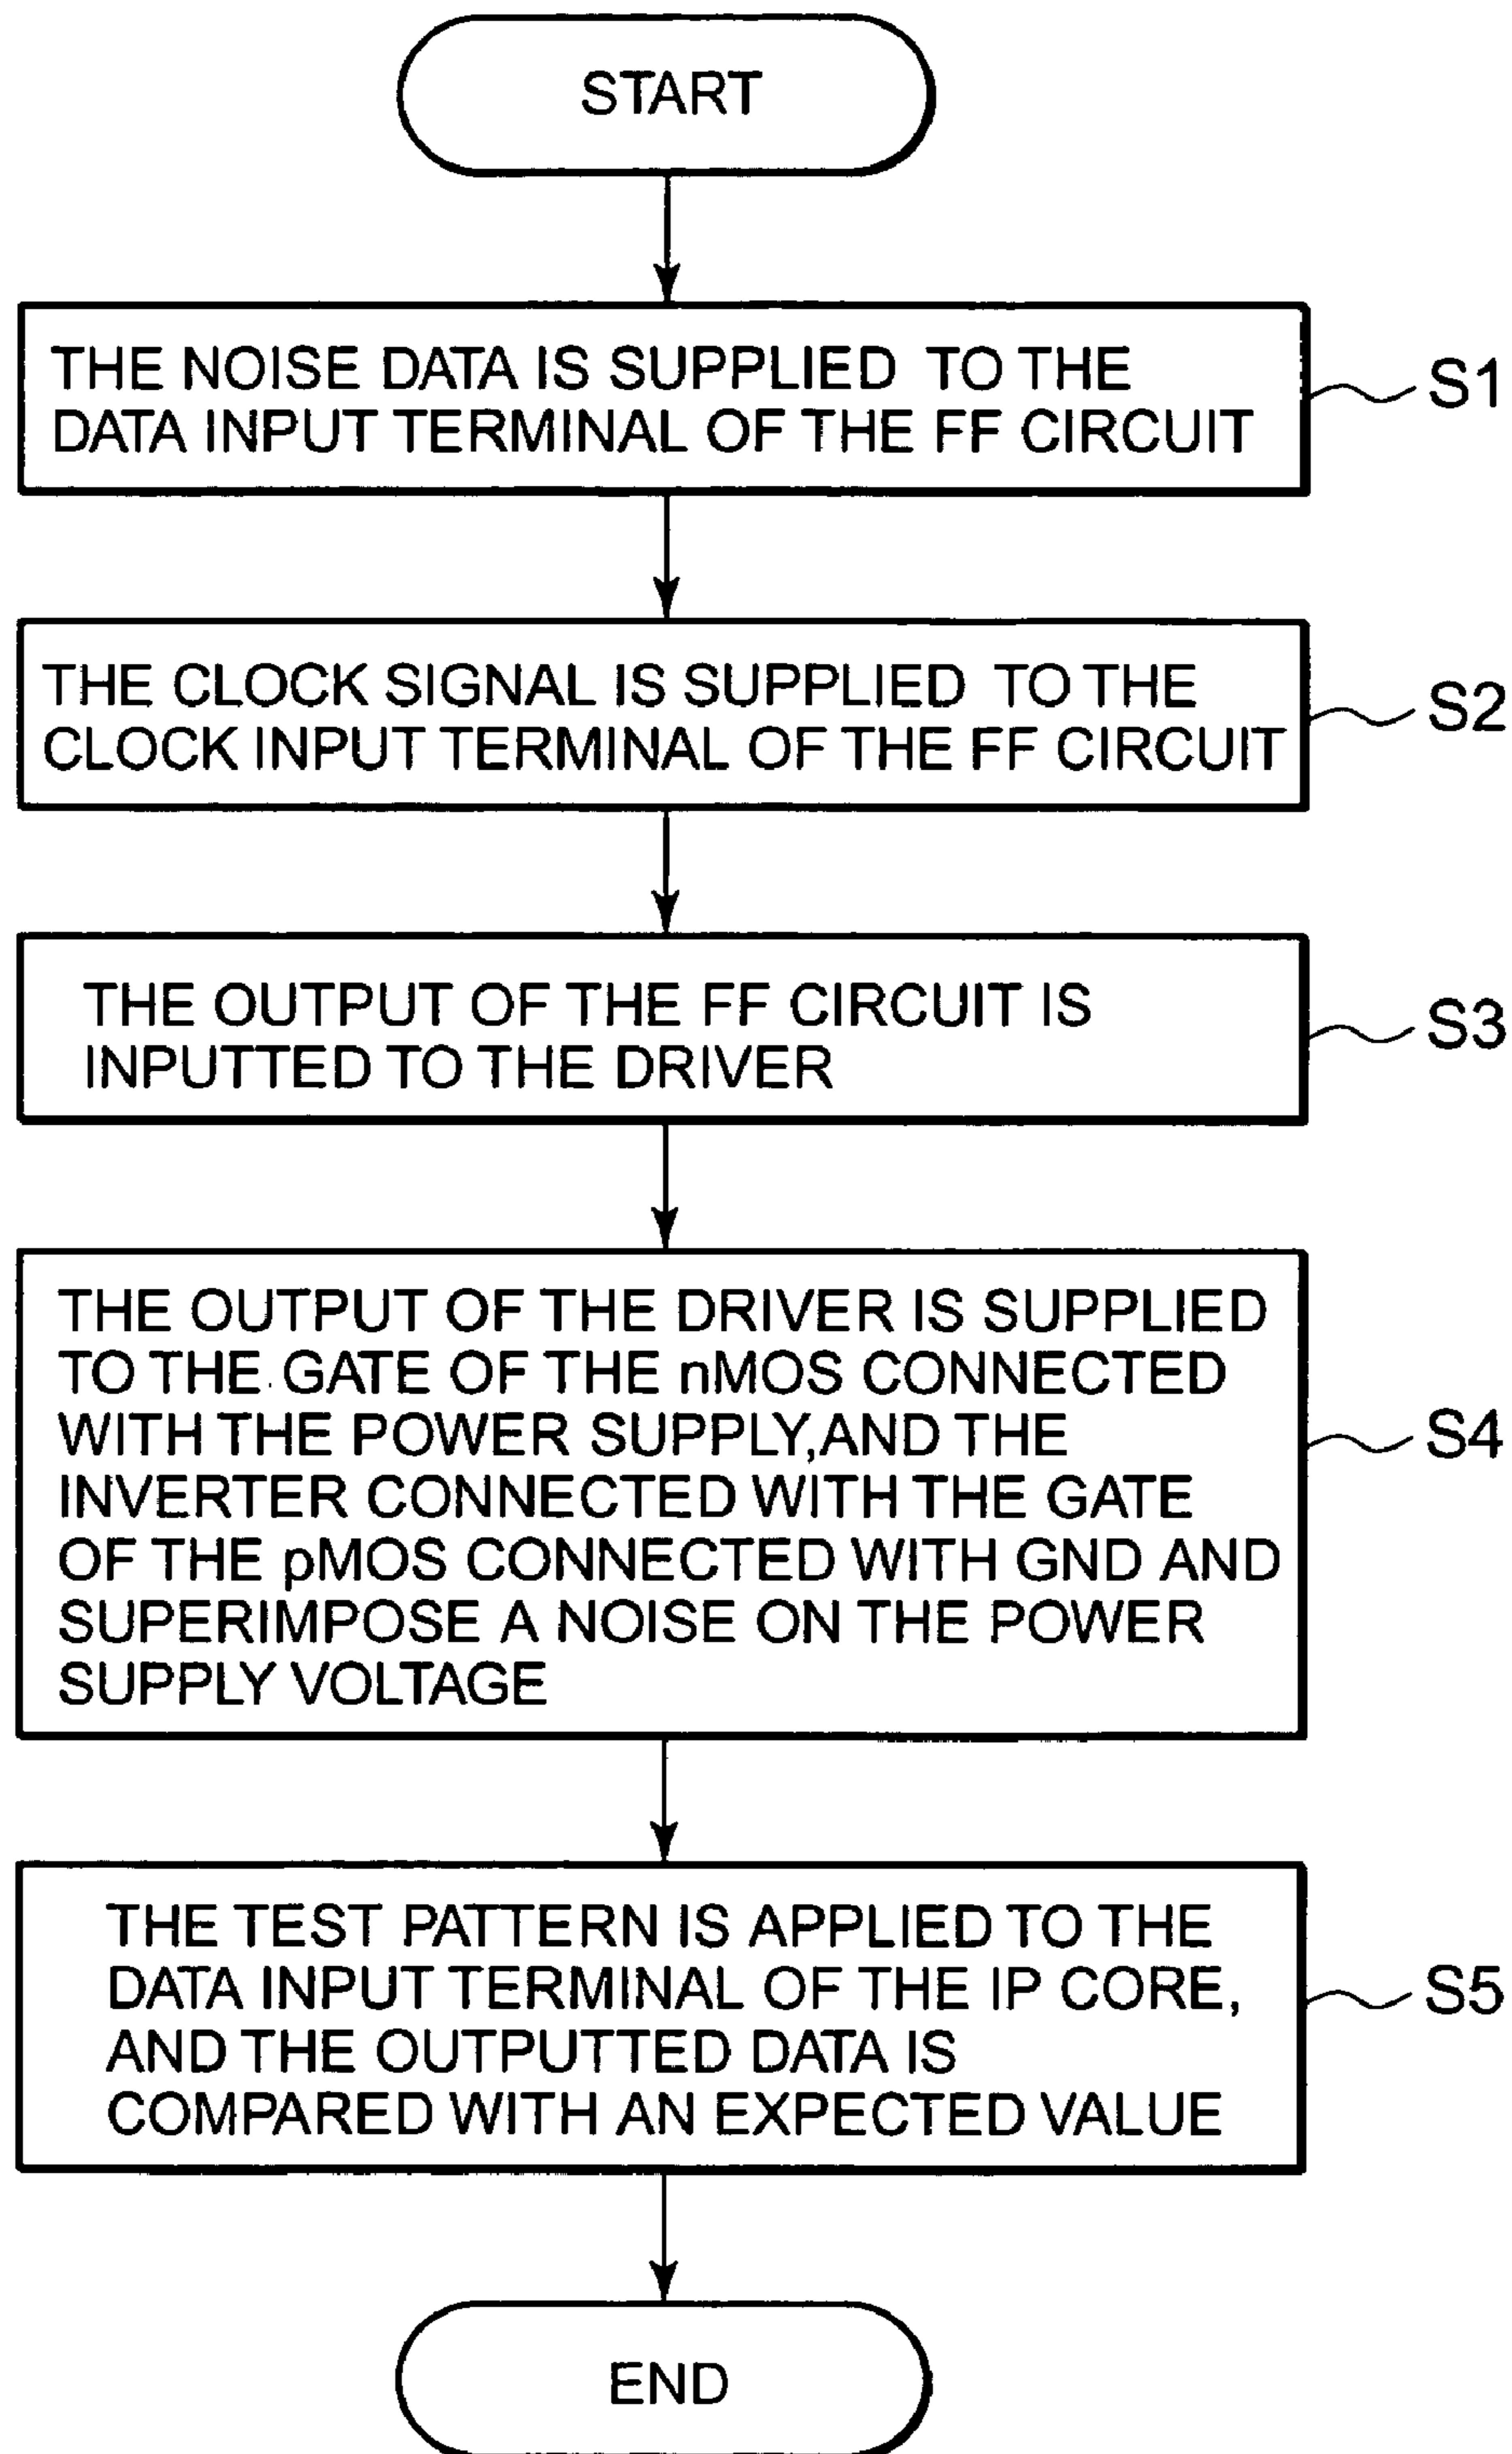 START
THE NOISE DATA IS SUPPLIED TO THE
DATA INPUT TERMINAL OF THE FF CIRCUIT
S1
THE CLOCK SIGNAL IS SUPPLIED TO THE
CLOCK INPUT TERMINAL OF THE FF CIRCUIT
S2
THE OUTPUT OF THE FF CIRCUIT IS
INPUTTED TO THE DRIVER
S3
THE OUTPUT OF THE DRIVER IS SUPPLIED
TO THE GATE OF THE nMOS CONNECTED
WITH THE POWER SUPPLY,AND THE
INVERTER CONNECTED WITH THE GATE
OF THE pMOS CONNECTED WITH GND AND
SUPERIMPOSE A NOISE ON THE POWER
SUPPLY VOLTAGE
S4
THE TEST PATTERN IS APPLIED TO THE
DATA INPUT TERMINAL OF THE IP CORE,
AND THE OUTPUTTED DATA IS
COMPARED WITH AN EXPECTED VALUE
S5
END